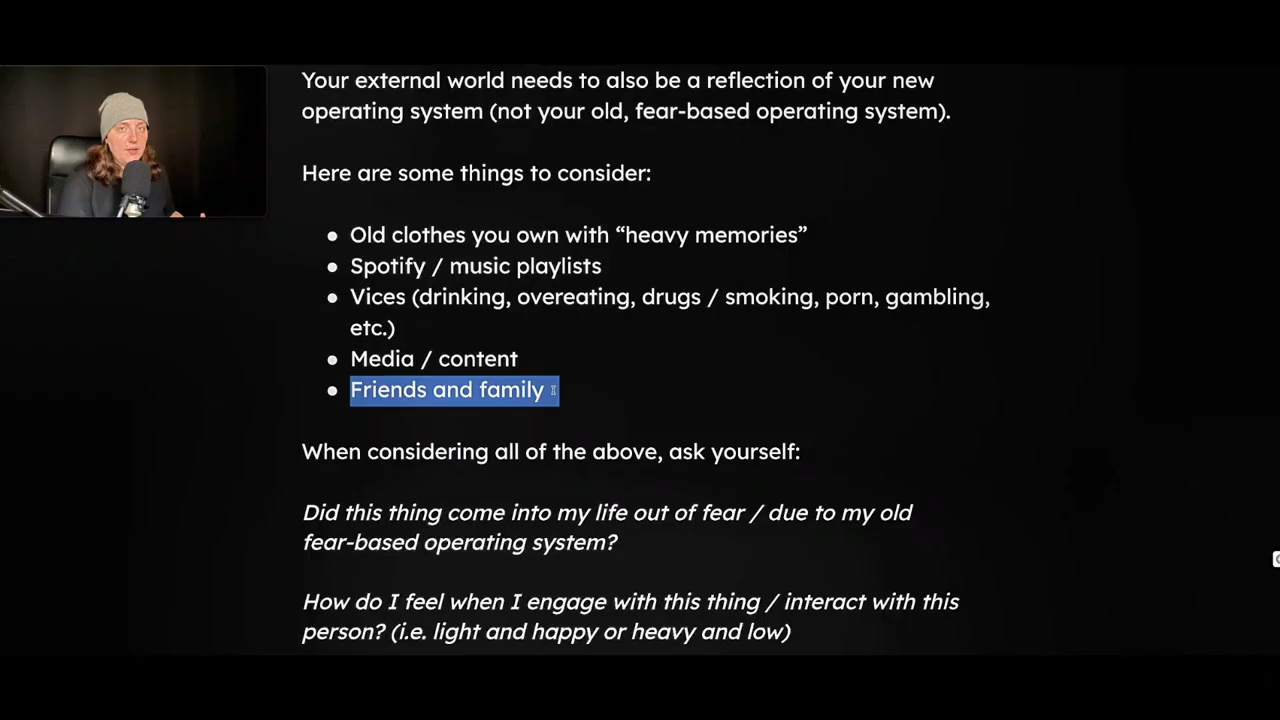 Your external world needs to also be a reflection of your new
operating system (not your old, fear-based operating system).
Here are some things to consider:
● Old clothes you own with “heavy memories”
● Spotify / music playlists
● Vices (drinking, overeating, drugs / smoking, porn, gambling,
etc.)
● Media / content
● Friends and family
When considering all of the above, ask yourself:
Did this thing come into my life out of fear / due to my old
fear-based operating system?
How do I feel when I engage with this thing / interact with this
person? (i.e. light and happy or heavy and low)